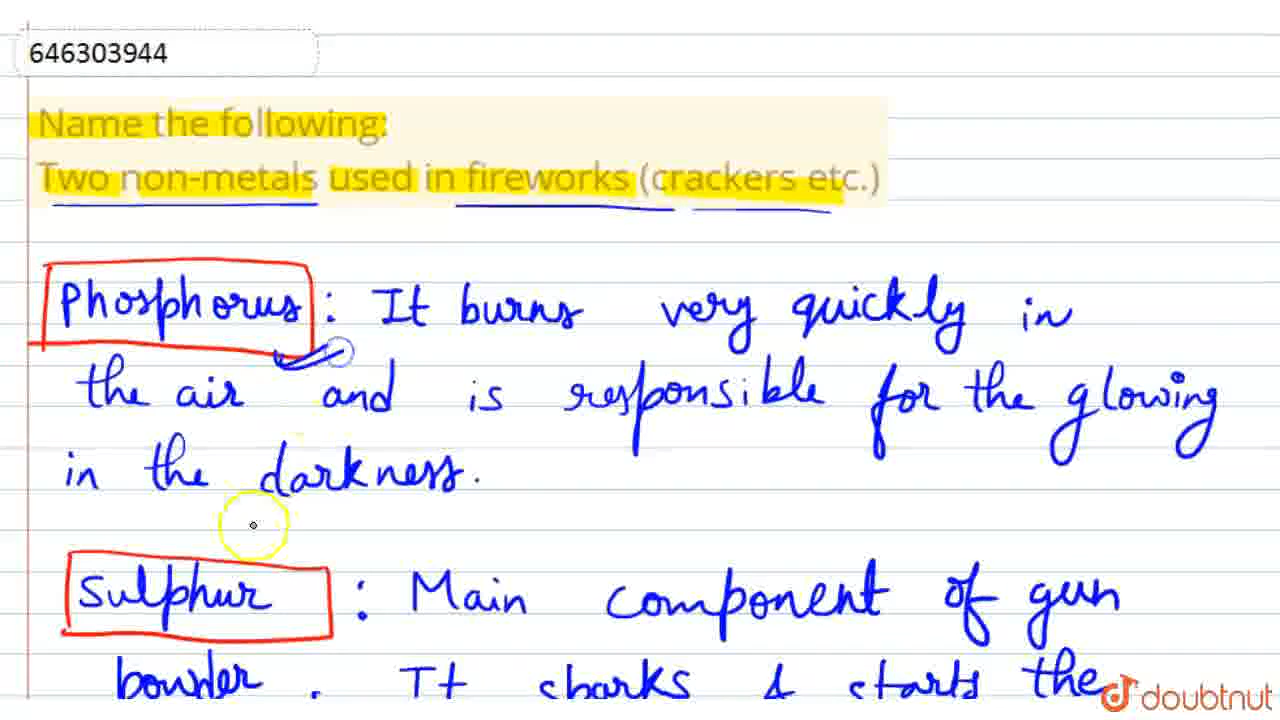 646303944
Name the following:
Two non-metals used in fireworks (crackers etc.)
Phosphorus : It burns very quickly in
the air and is responsible for the glowing
in the darkness.
Sulphur : Main component of gun
powder. It sparks & starts the
doubtnut